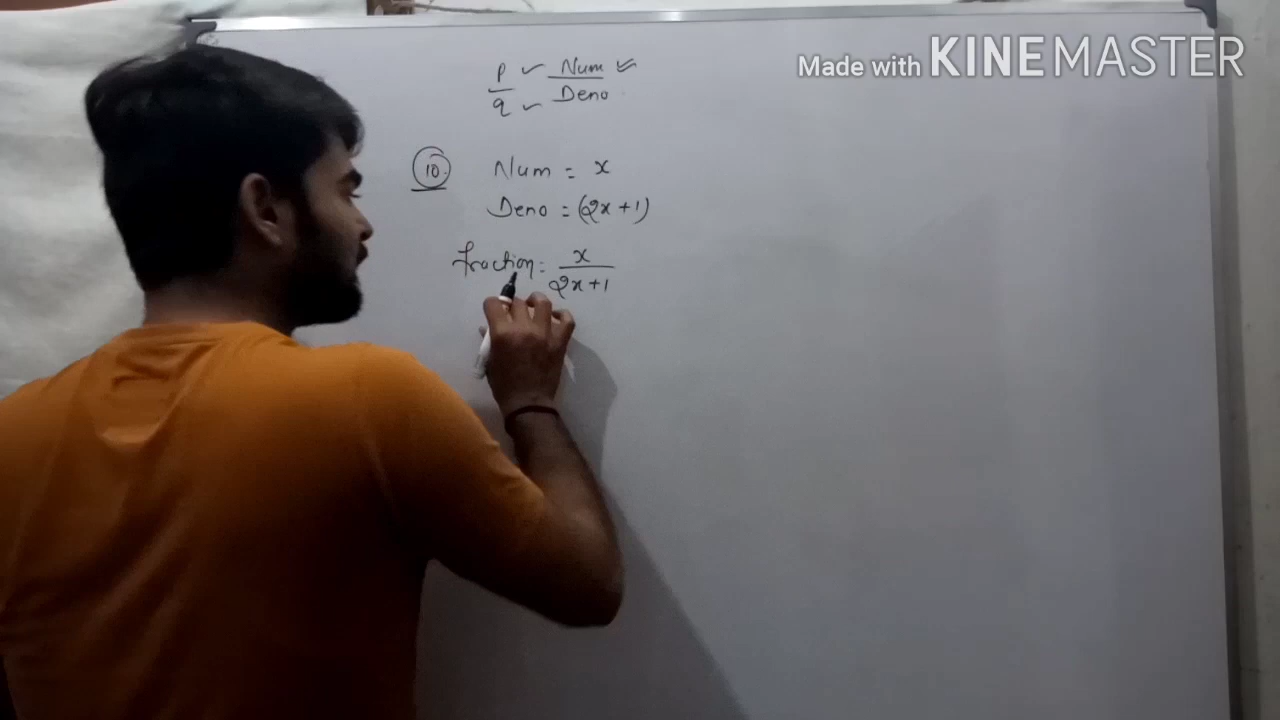 Made with KINEMASTER
p Num
q Deno
10. Num = x
Deno = (2x+1)
fraction = x
2x+1